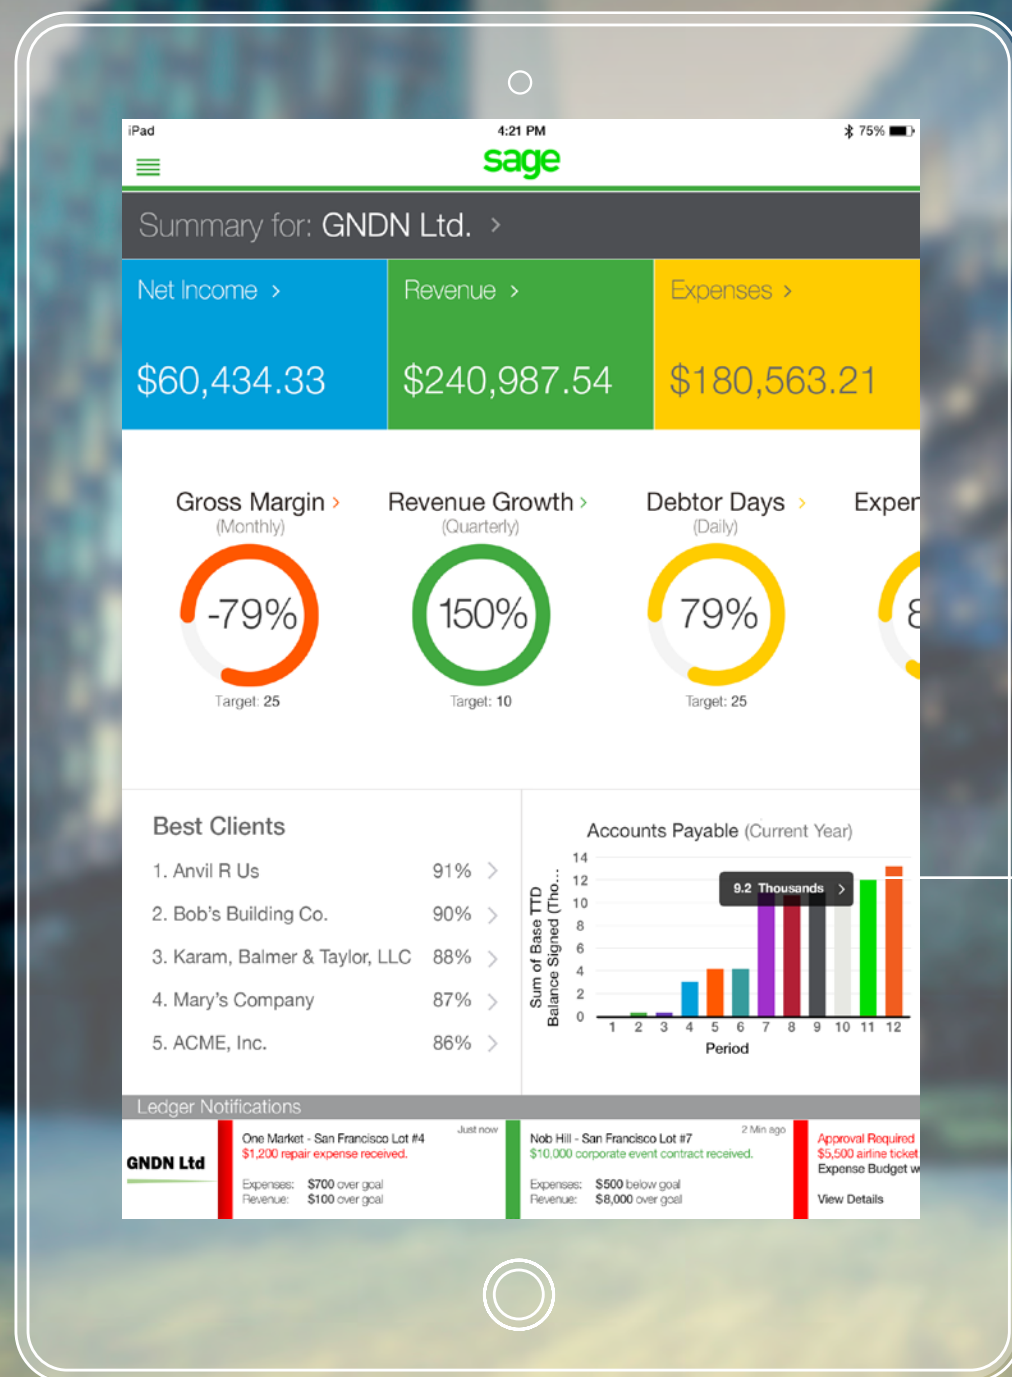 iPad 4:21 PM 75%
sage
Summary for: GNDN Ltd. >
Net Income > Revenue > Expenses >
$60,434.33 $240,987.54 $180,563.21
Gross Margin > Revenue Growth > Debtor Days > Exper
(Monthly) (Quarterly) (Daily)
-79% 150% 79% 8
Target: 25 Target: 10 Target: 25
Best Clients
1. Anvil R Us 91% >
2. Bob's Building Co. 90% >
3. Karam, Balmer & Taylor, LLC 88% >
4. Mary's Company 87% >
5. ACME, Inc. 86% >
Accounts Payable (Current Year)
Sum of Base TTD
Balance Signed (Tho...
14
12
10
8
6
4
2
0
9.2 Thousands >
1 2 3 4 5 6 7 8 9 10 11 12
Period
Ledger Notifications
GNDN Ltd
Just now
One Market - San Francisco Lot #4
$1,200 repair expense received.
Expenses: $700 over goal
Revenue: $100 over goal
2 Min ago
Nob Hill - San Francisco Lot #7
$10,000 corporate event contract received.
Expenses: $500 below goal
Revenue: $8,000 over goal
Approval Required
$5,500 airline ticket
Expense Budget w
View Details